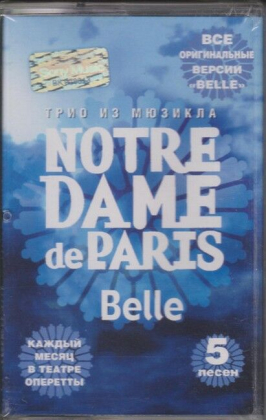 ВСЕ
ОРИГИНАЛЬНЫЕ
ВЕРСИИ
«BELLE»
ТРИО ИЗ МЮЗИКЛА
NOTRE
DAME
de PARIS
Belle
КАЖДЫЙ
МЕСЯЦ
В ТЕАТРЕ
ОПЕРЕТТЫ
5
песен